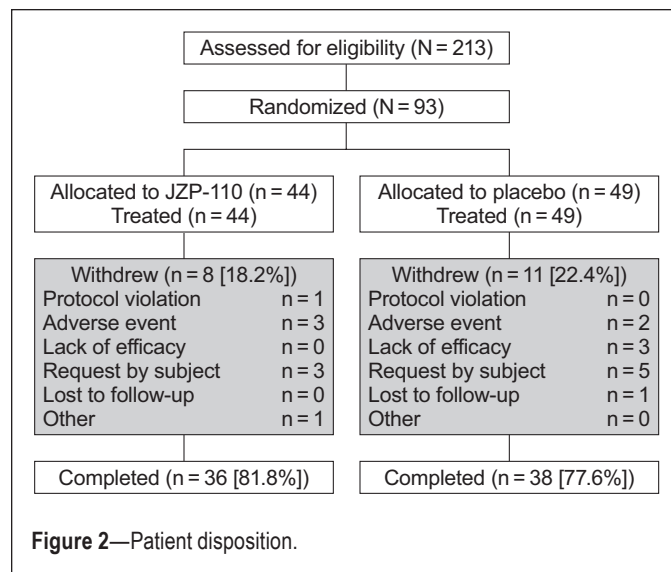 Assessed for eligibility (N = 213)
Randomized (N = 93)
Allocated to JZP-110 (n = 44)
Treated (n = 44)
Allocated to placebo (n = 49)
Treated (n = 49)
Withdrew (n = 8 [18.2%])
Protocol violation n = 1
Adverse event n = 3
Lack of efficacy n = 0
Request by subject n = 3
Lost to follow-up n = 0
Other n = 1
Withdrew (n = 11 [22.4%])
Protocol violation n = 0
Adverse event n = 2
Lack of efficacy n = 3
Request by subject n = 5
Lost to follow-up n = 1
Other n = 0
Completed (n = 36 [81.8%])
Completed (n = 38 [77.6%])
Figure 2—Patient disposition.